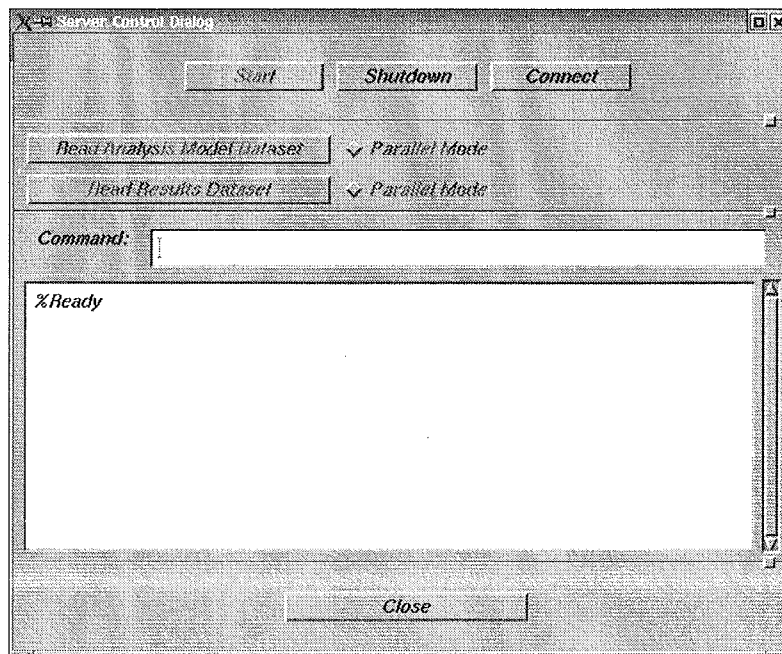 Server Control Dialog
Start Shutdown Connect
Read Analysis Model Dataset Parallel Mode
Read Results Dataset Parallel Mode
Command:
%Ready
Close